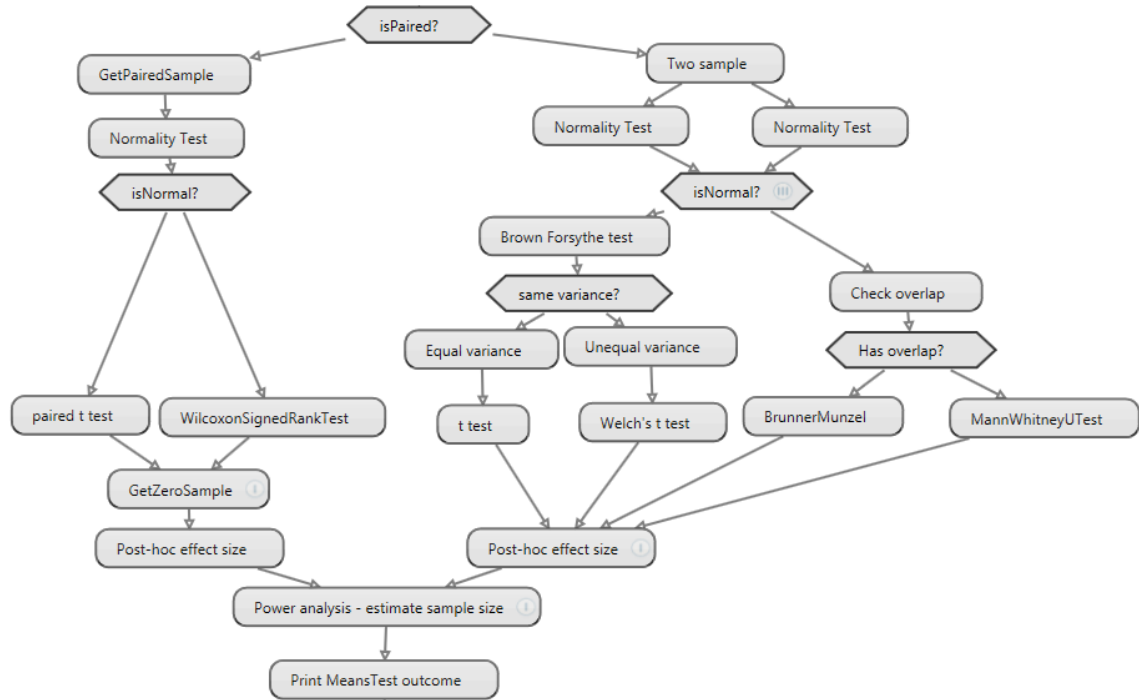 isPaired?
GetPairedSample
Two sample
Normality Test
Normality Test
Normality Test
isNormal?
isNormal?
Brown Forsythe test
Check overlap
same variance?
Equal variance
Unequal variance
Has overlap?
paired t test
WilcoxonSignedRankTest
t test
Welch's t test
BrunnerMunzel
MannWhitneyUTest
GetZeroSample
Post-hoc effect size
Post-hoc effect size
Power analysis - estimate sample size
Print MeansTest outcome